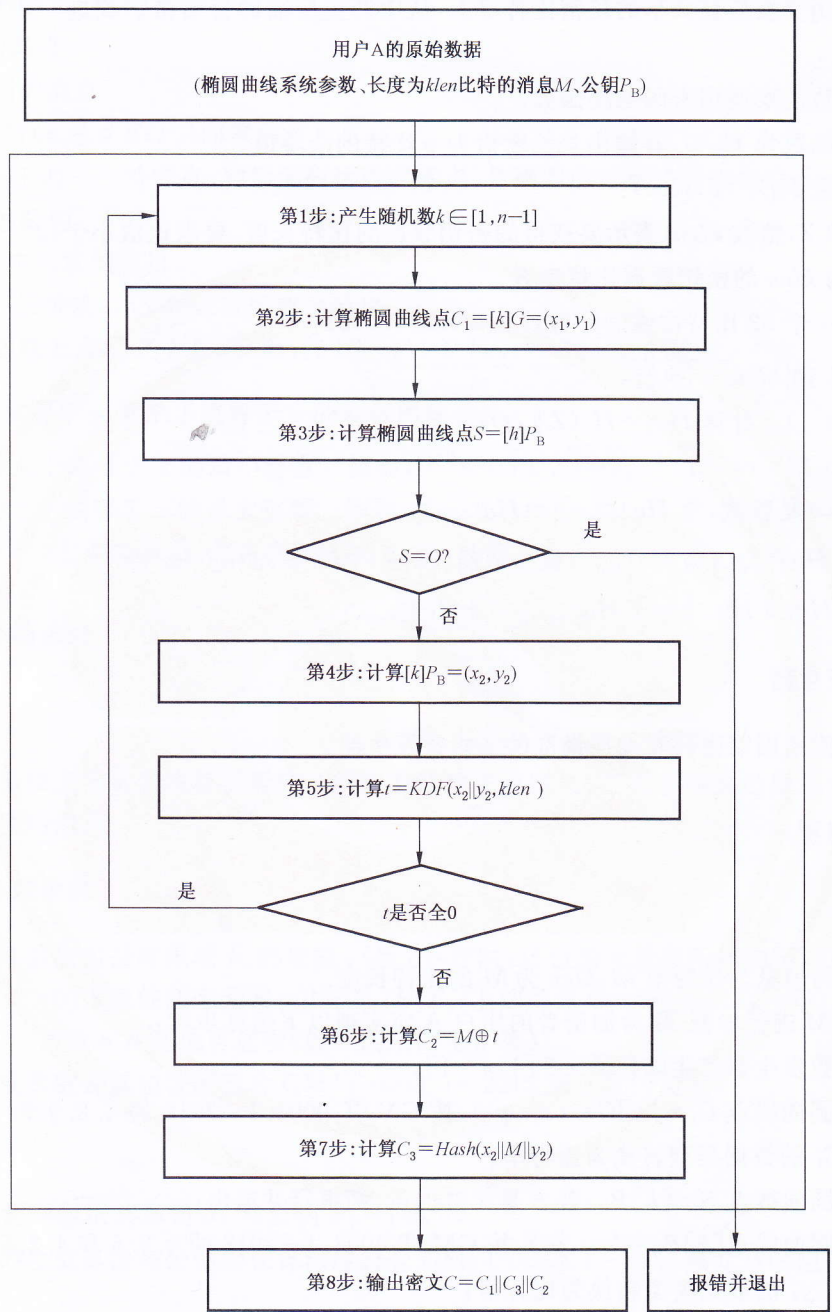 用户A的原始数据
(椭圆曲线系统参数、长度为klen比特的消息M、公钥P_B)
第1步:产生随机数k∈[1,n−1]
第2步:计算椭圆曲线点C₁=[k]G=(x₁,y₁)
第3步:计算椭圆曲线点S=[h]P_B
S=O?
是
否
第4步:计算[k]P_B=(x₂,y₂)
第5步:计算t=KDF(x₂||y₂,klen )
是
t是否全0
否
第6步:计算C₂=M⊕t
第7步:计算C₃=Hash(x₂||M||y₂)
第8步:输出密文C=C₁||C₃||C₂
报错并退出